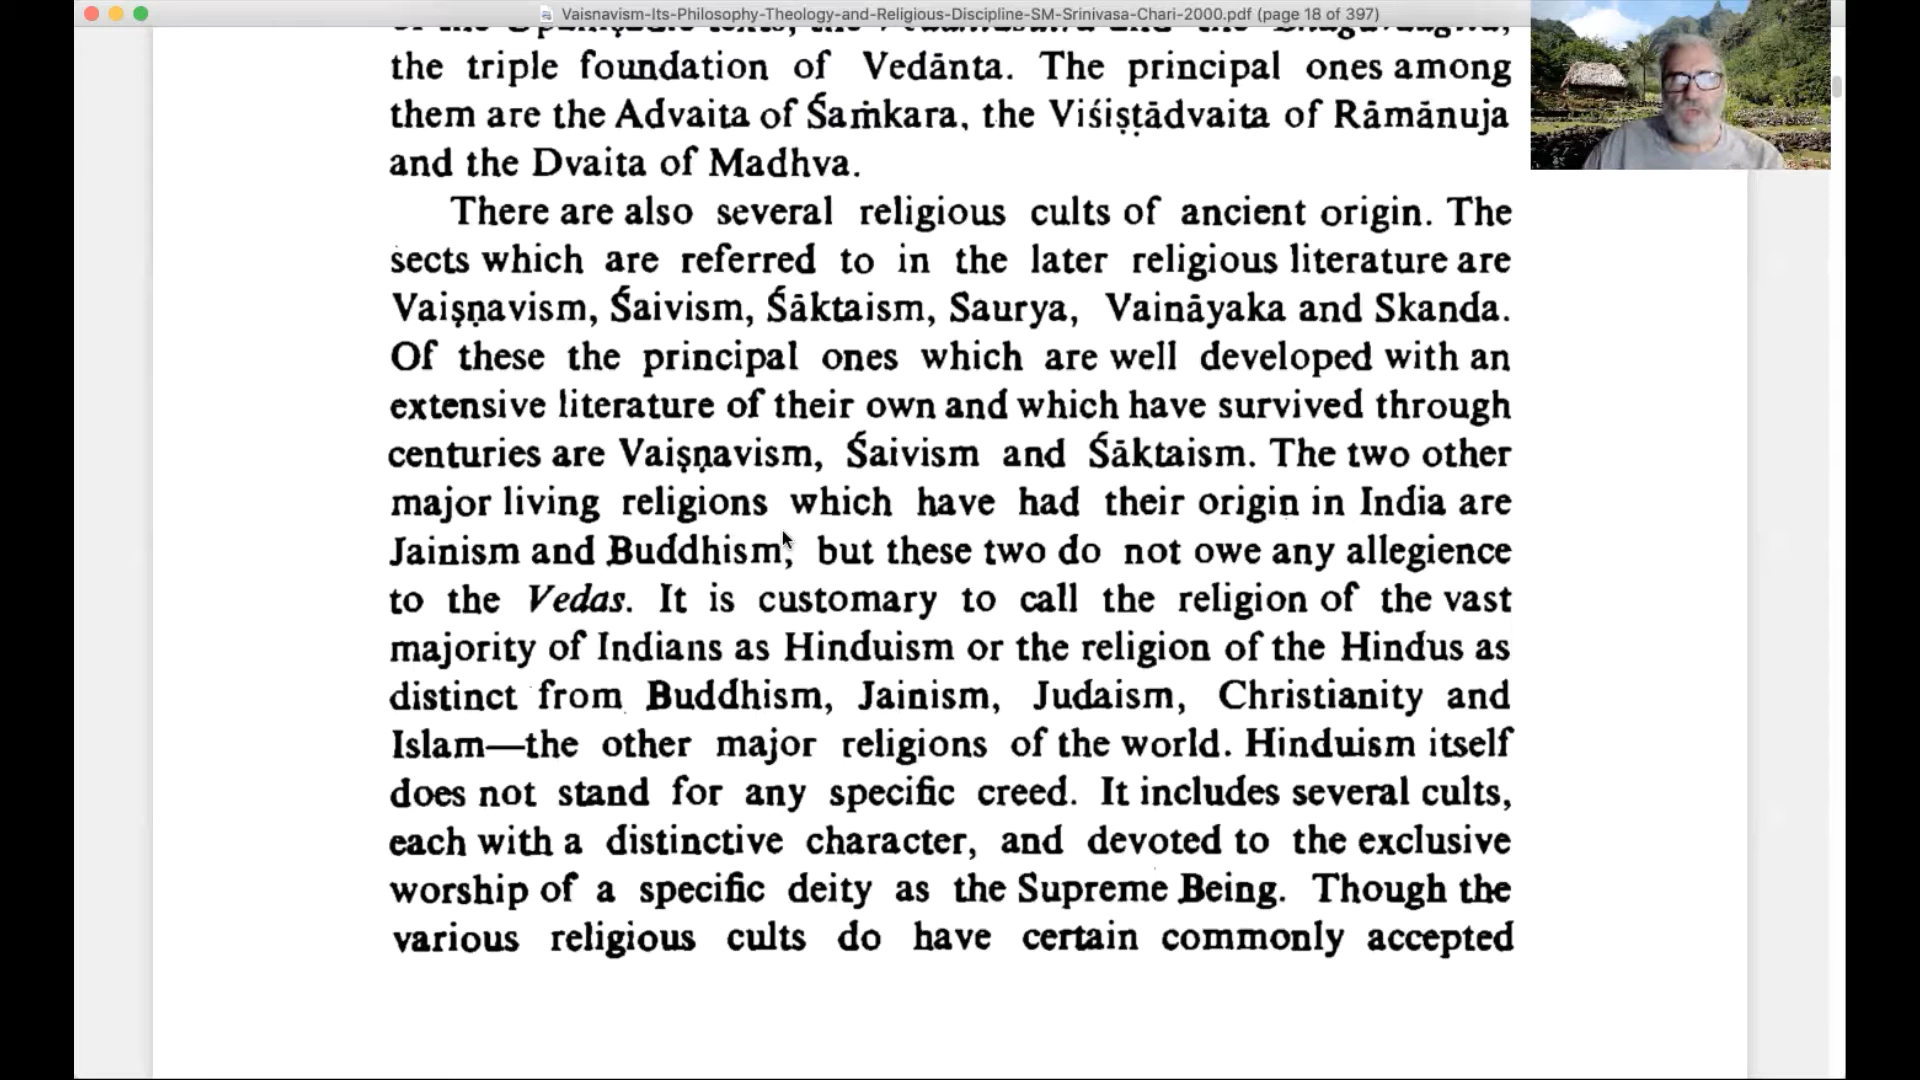 Vaisnavism-Its-Philosophy-Theology-and-Religious-Discipline-SM-Srinivasa-Chari-2000.pdf (page 18 of 397)
the triple foundation of Vedānta. The principal ones among
them are the Advaita of Śaṁkara, the Viśiṣṭādvaita of Rāmānuja
and the Dvaita of Madhva.
There are also several religious cults of ancient origin. The
sects which are referred to in the later religious literature are
Vaiṣṇavism, Śaivism, Śāktaism, Saurya, Vaināyaka and Skanda.
Of these the principal ones which are well developed with an
extensive literature of their own and which have survived through
centuries are Vaiṣṇavism, Śaivism and Śāktaism. The two other
major living religions which have had their origin in India are
Jainism and Buddhism, but these two do not owe any allegience
to the Vedas. It is customary to call the religion of the vast
majority of Indians as Hinduism or the religion of the Hindus as
distinct from Buddhism, Jainism, Judaism, Christianity and
Islam—the other major religions of the world. Hinduism itself
does not stand for any specific creed. It includes several cults,
each with a distinctive character, and devoted to the exclusive
worship of a specific deity as the Supreme Being. Though the
various religious cults do have certain commonly accepted